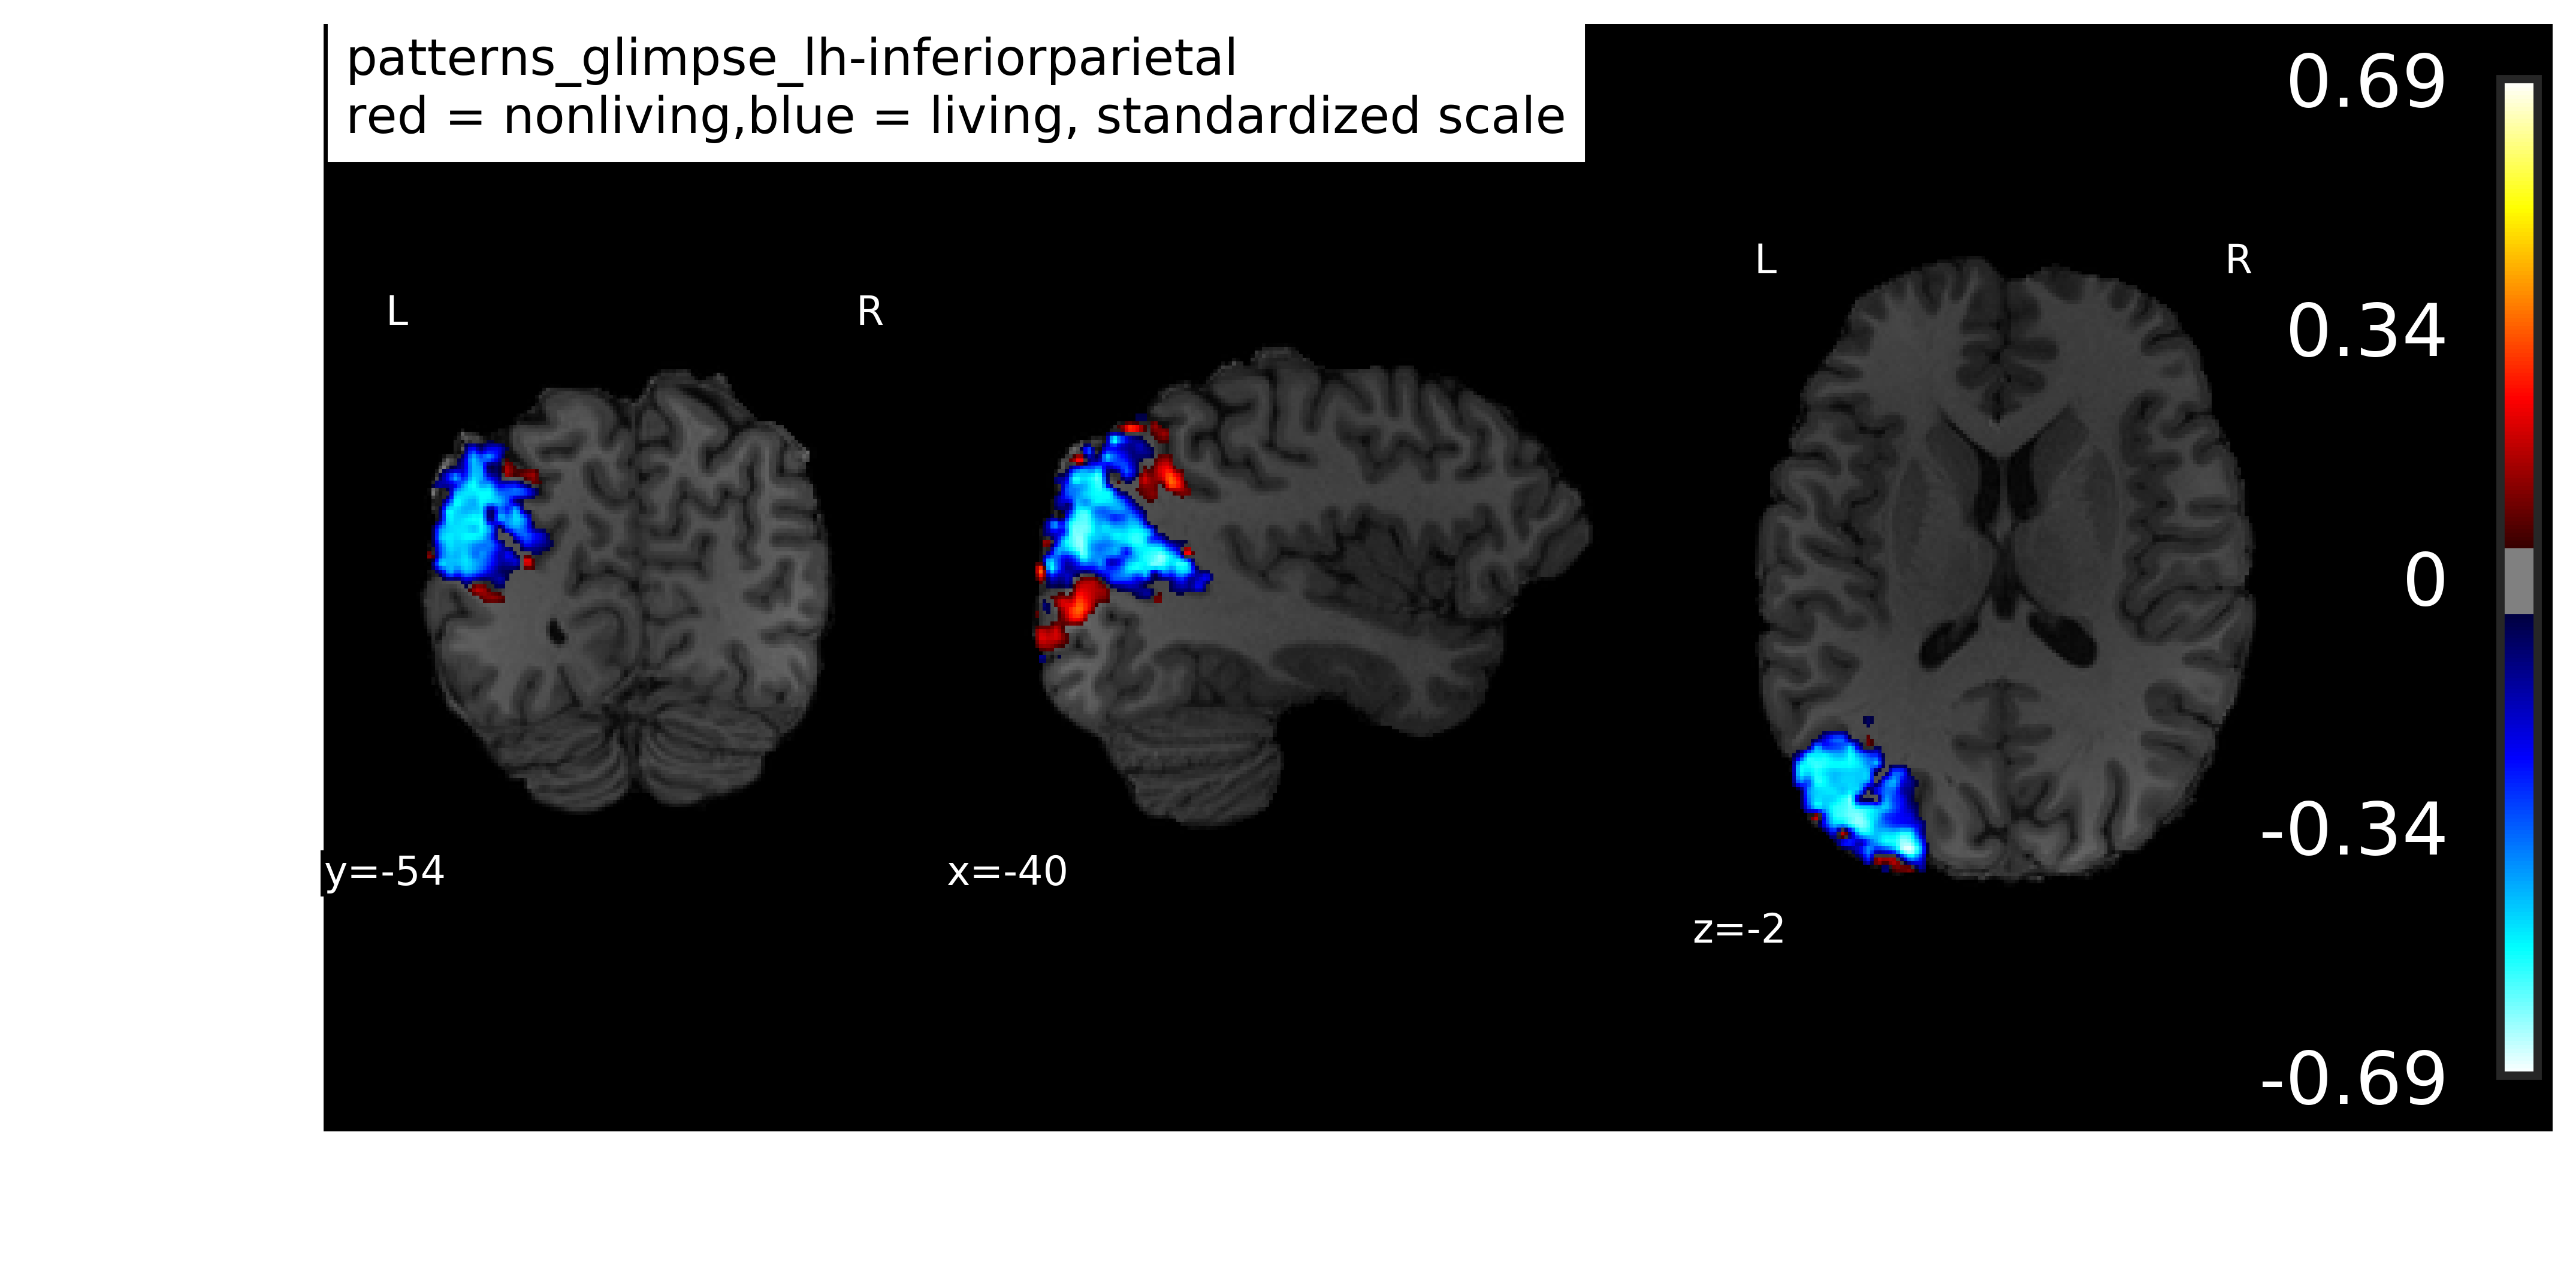 patterns_glimpse_lh-inferiorparietal
red = nonliving,blue = living, standardized scale
L
R
y=-54
x=-40
L
R
z=-2
0.69
0.34
0
-0.34
-0.69